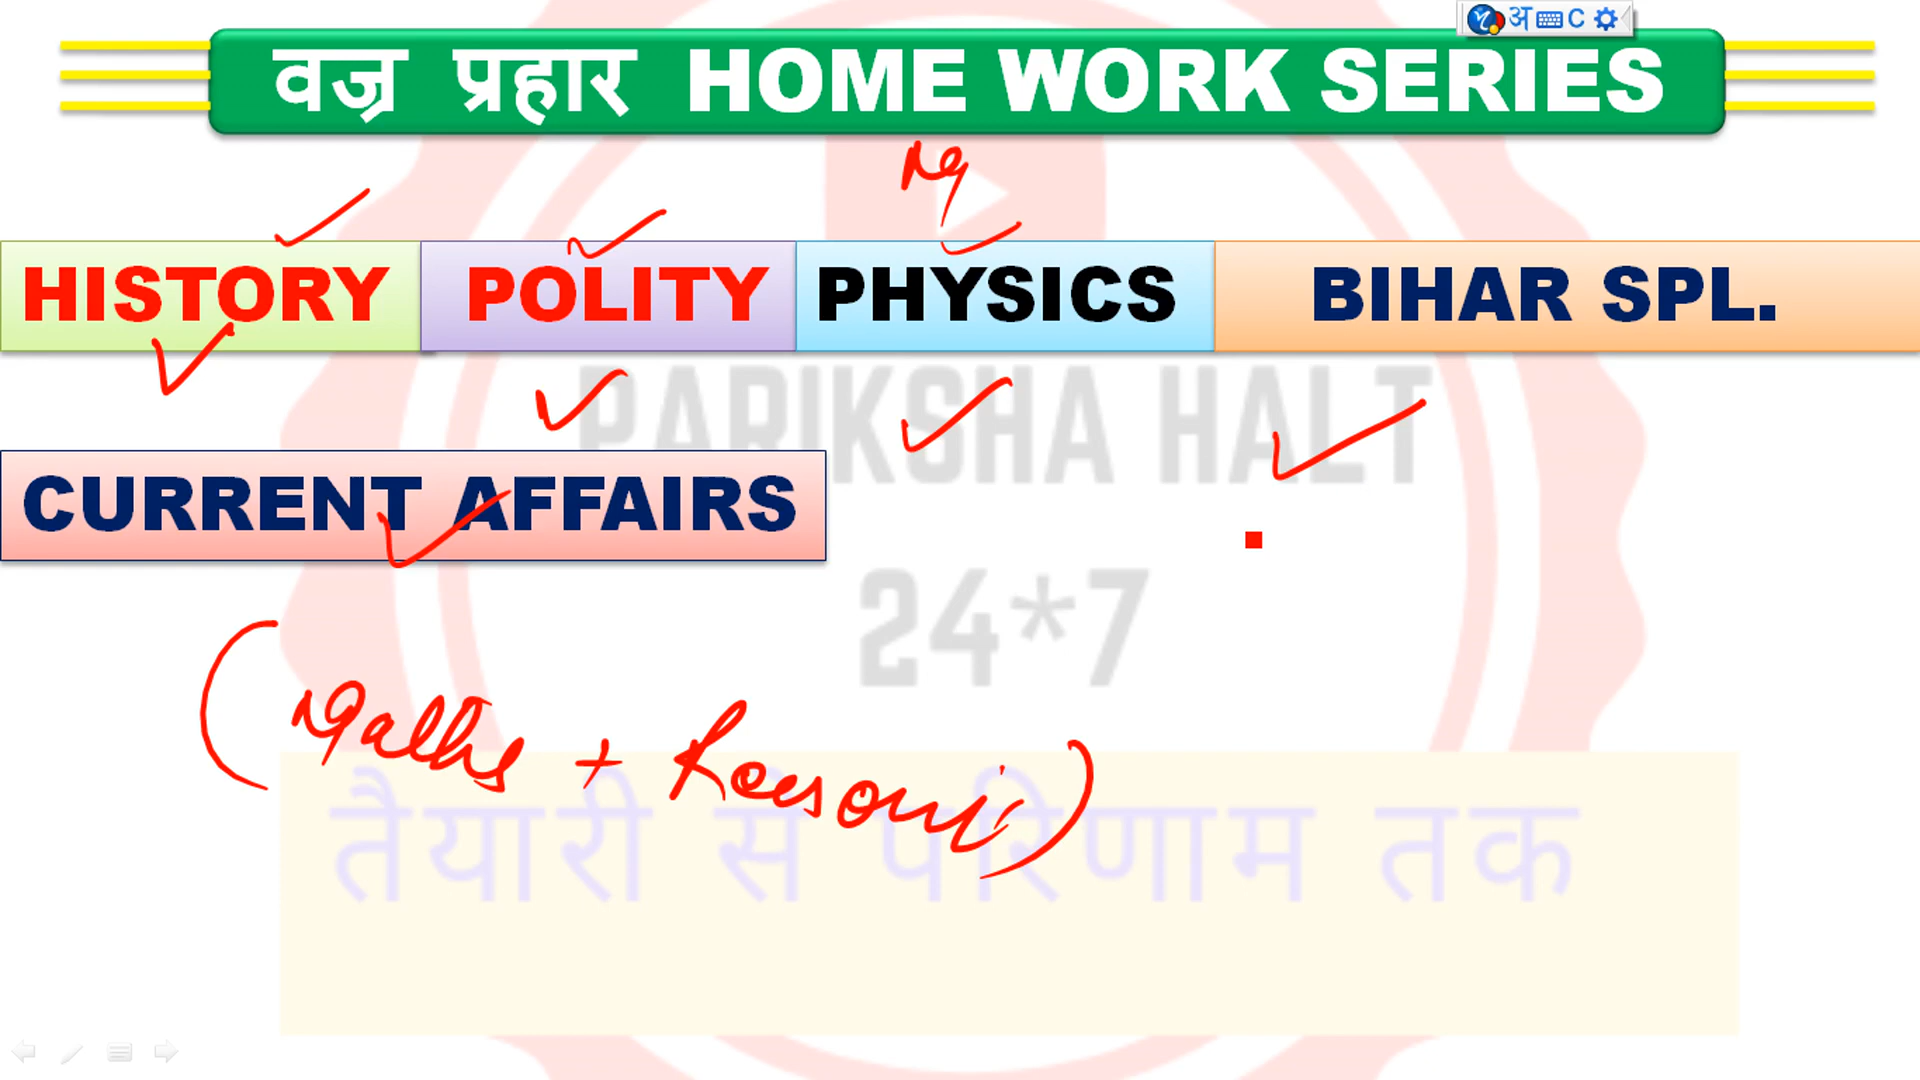 वज्र प्रहार HOME WORK SERIES
HISTORY POLITY PHYSICS BIHAR SPL.
PARIKSHA HALT
CURRENT AFFAIRS
24*7
(Maths + Reasoni)
तैयारी से परिणाम तक